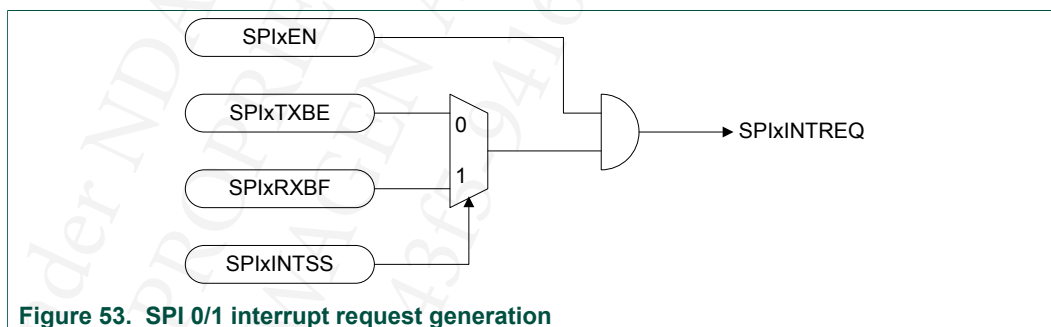 SPIxEN
SPIxTXBE
0
SPIxINTREQ
1
SPIxRXBF
SPIxINTSS
Figure 53. SPI 0/1 interrupt request generation